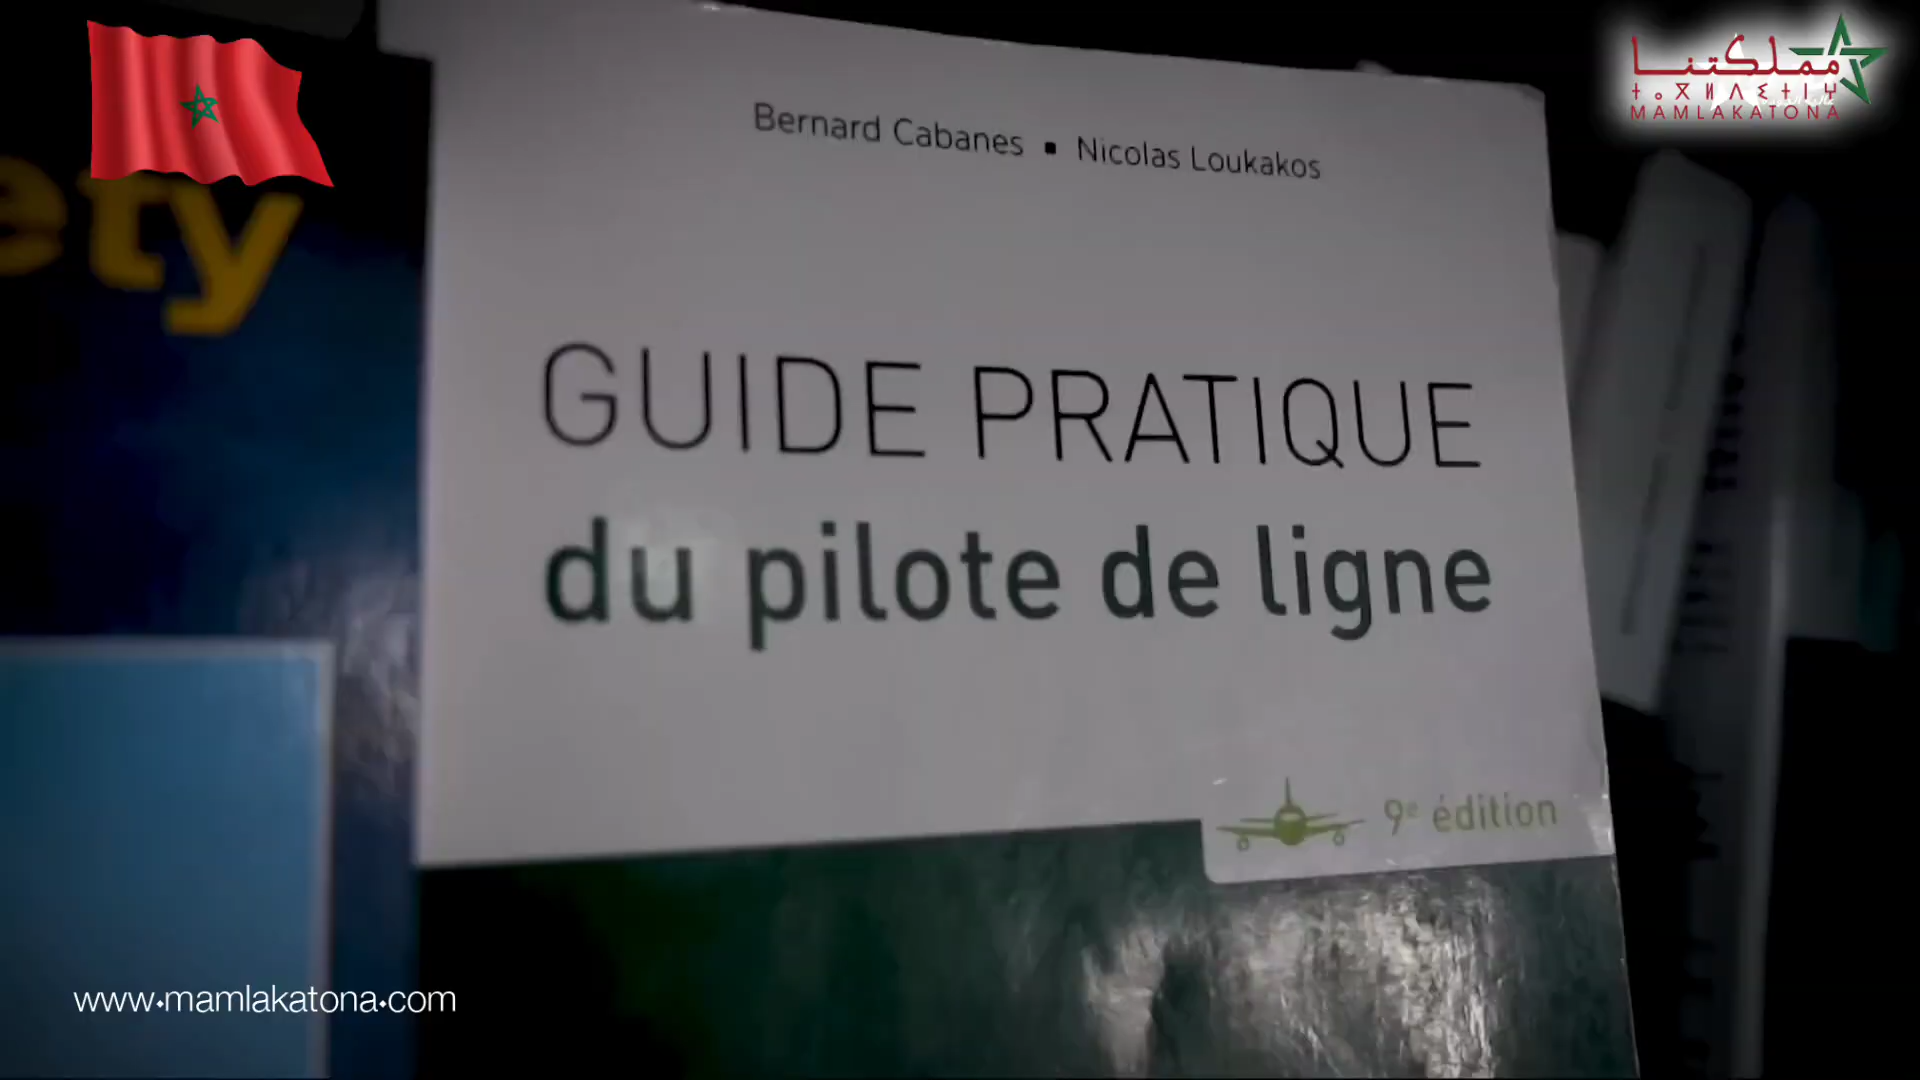 مملكتنا
ⵜⴰⴳⵍⴷⵉⵜⵏⵖ
MAMLAKATONA
Bernard Cabanes ▪ Nicolas Loukakos
ety
GUIDE PRATIQUE
du pilote de ligne
9e édition
www.mamlakatona.com